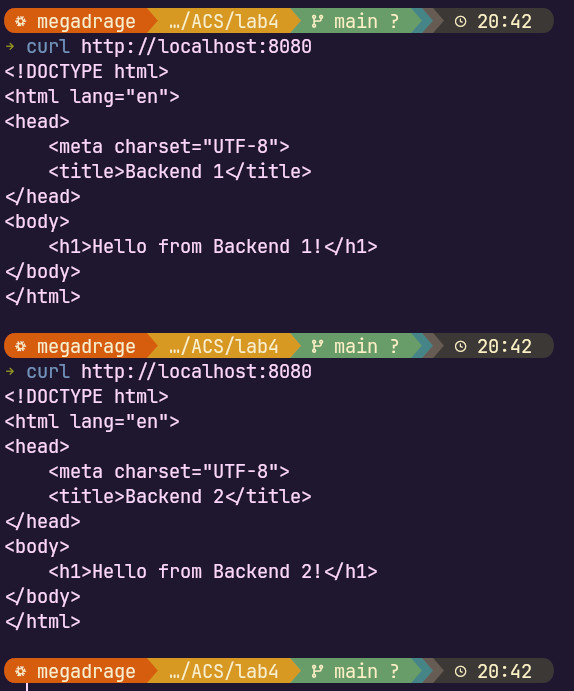 megadrage …/ACS/lab4 main ? 20:42
→ curl http://localhost:8080
<!DOCTYPE html>
<html lang="en">
<head>
    <meta charset="UTF-8">
    <title>Backend 1</title>
</head>
<body>
    <h1>Hello from Backend 1!</h1>
</body>
</html>

megadrage …/ACS/lab4 main ? 20:42
→ curl http://localhost:8080
<!DOCTYPE html>
<html lang="en">
<head>
    <meta charset="UTF-8">
    <title>Backend 2</title>
</head>
<body>
    <h1>Hello from Backend 2!</h1>
</body>
</html>

megadrage …/ACS/lab4 main ? 20:42